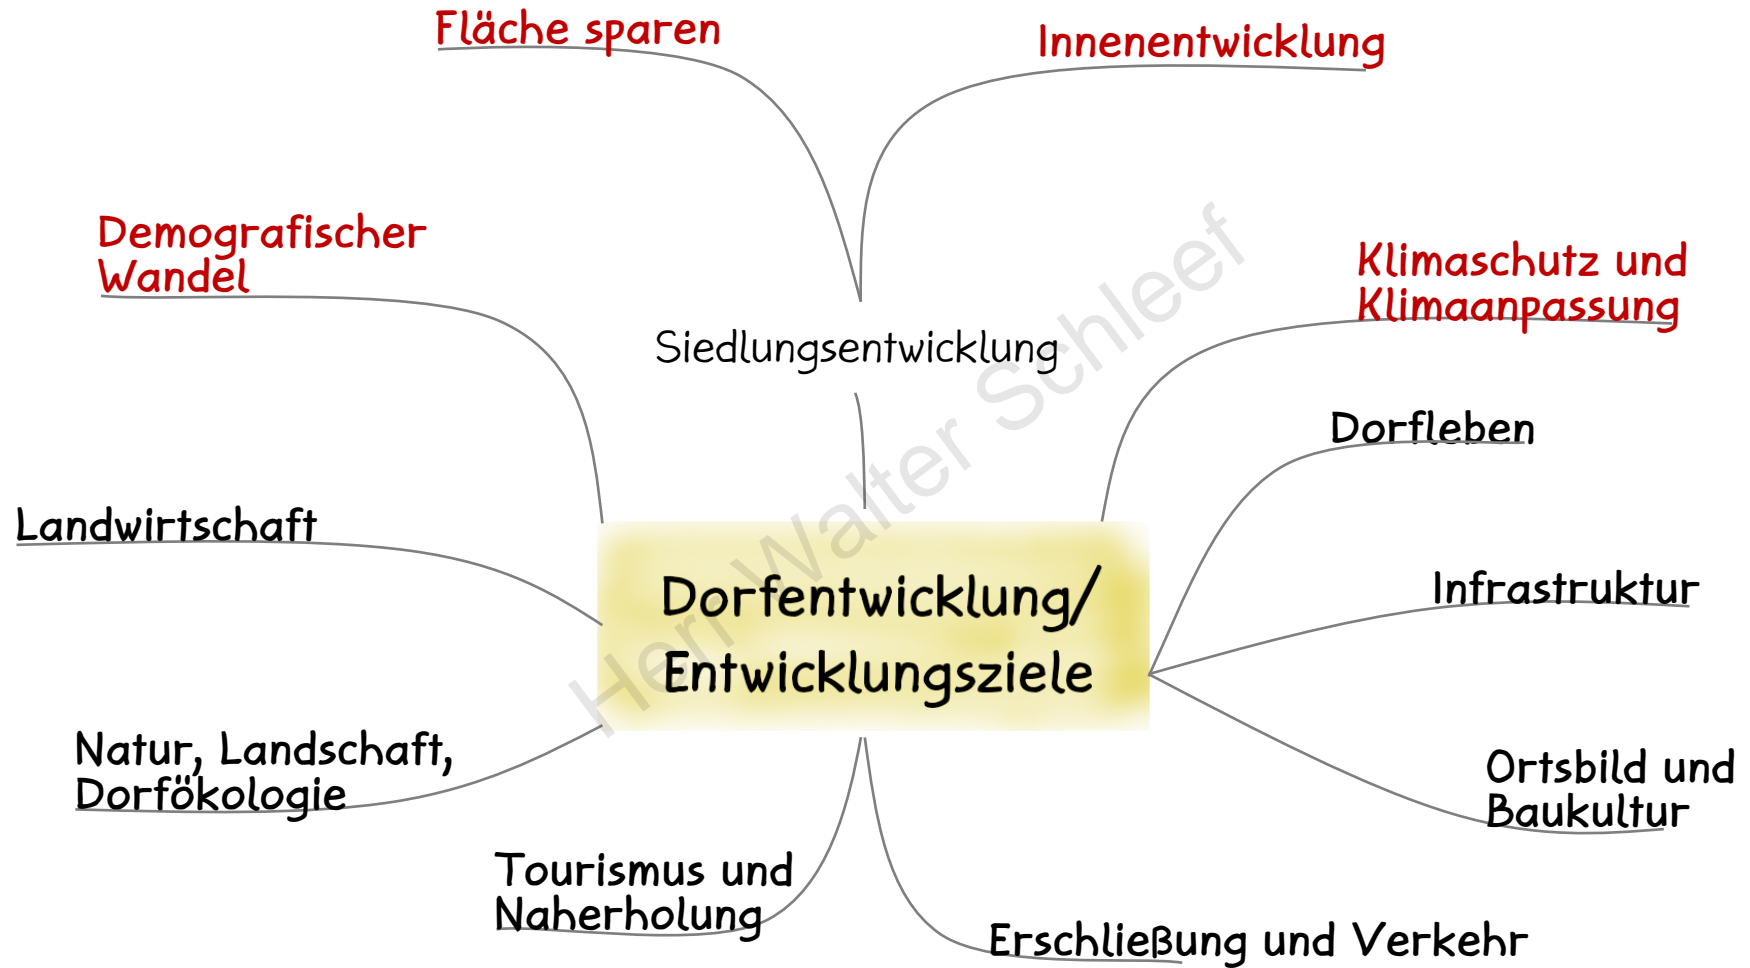 Fläche sparen
Innenentwicklung
Demografischer
Wandel
Klimaschutz und
Klimaanpassung
Siedlungsentwicklung
Dorfleben
Landwirtschaft
Infrastruktur
Dorfentwicklung/
Entwicklungsziele
Natur, Landschaft,
Dorfökologie
Ortsbild und
Baukultur
Tourismus und
Naherholung
Erschließung und Verkehr
Herr Walter Schleef